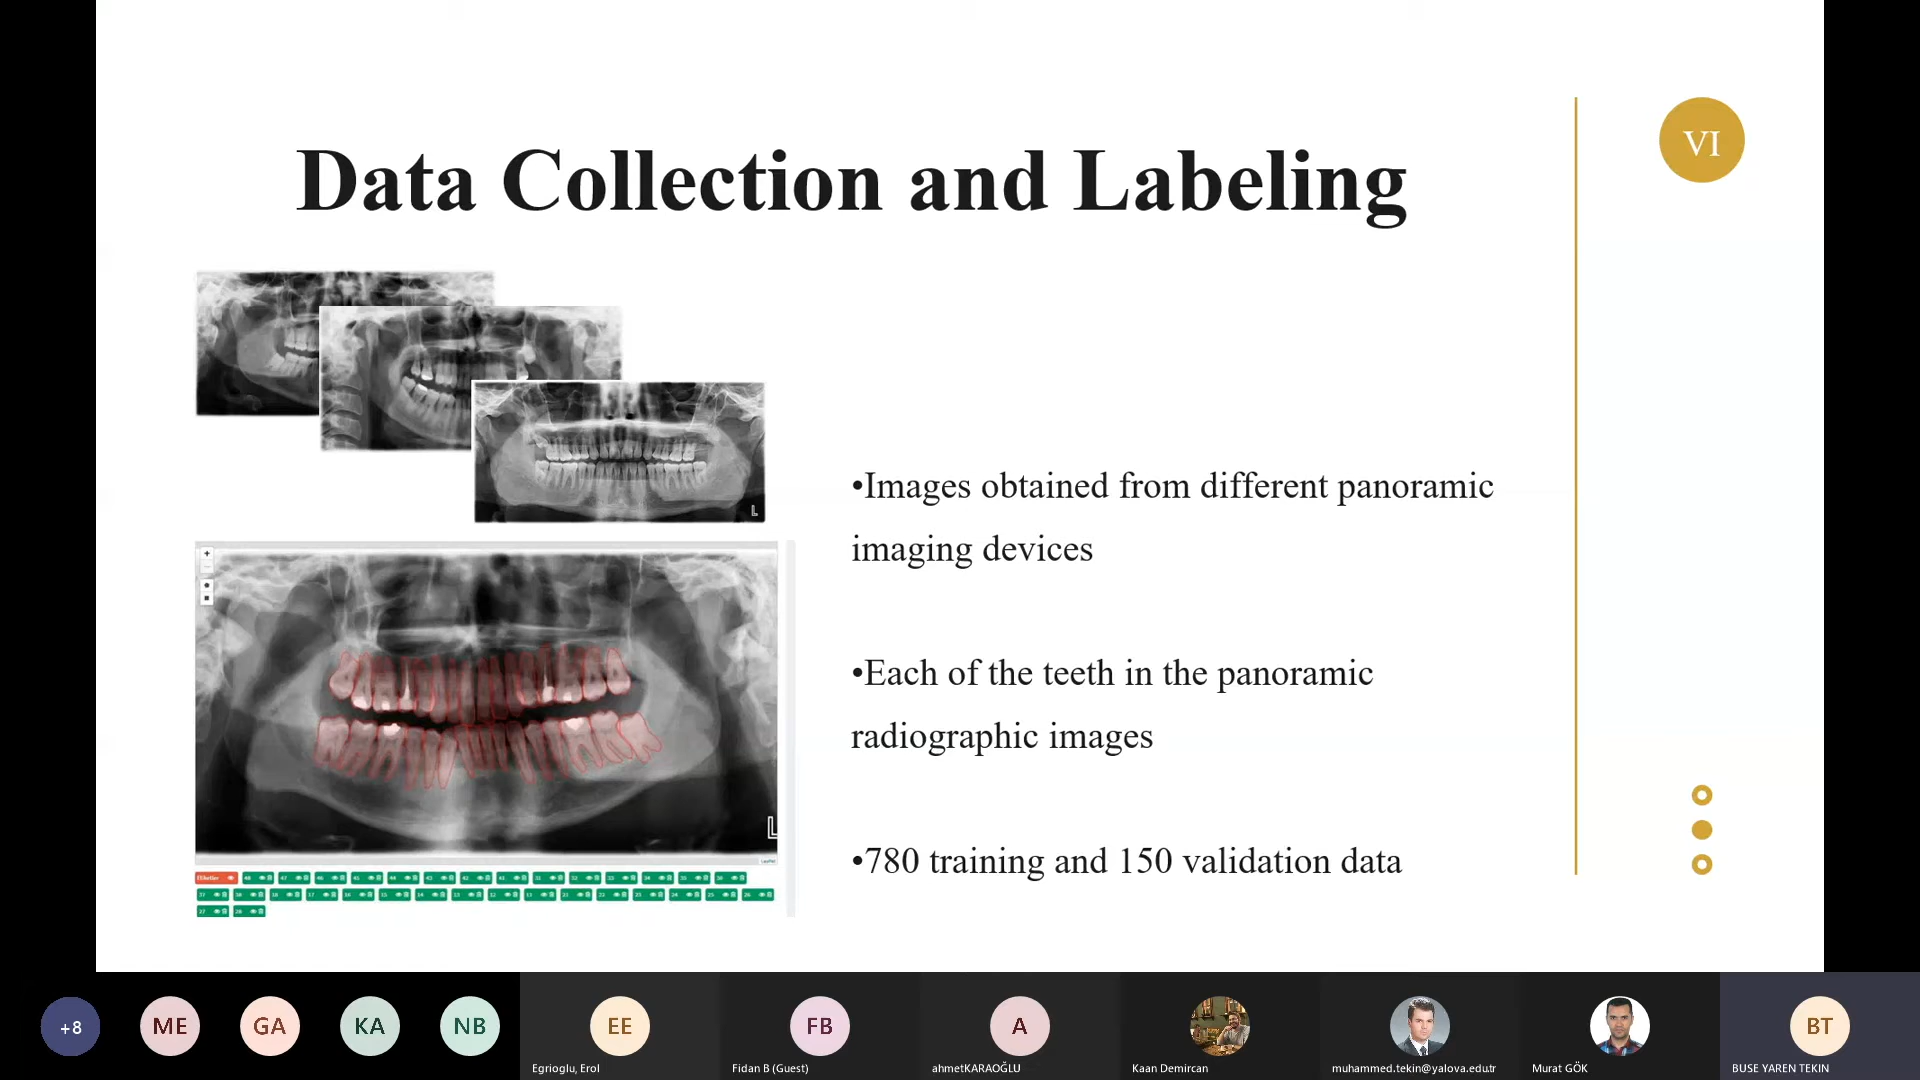 VI
Data Collection and Labeling
L
•Images obtained from different panoramic
imaging devices
•Each of the teeth in the panoramic
radiographic images
L
•780 training and 150 validation data
+8
ME
GA
KA
NB
EE
FB
A
BT
Egrioglu, Erol
Fidan B (Guest)
ahmetKARAOĞLU
Kaan Demircan
muhammed.tekin@yalova.edu.tr
Murat GÖK
BUSE YAREN TEKIN